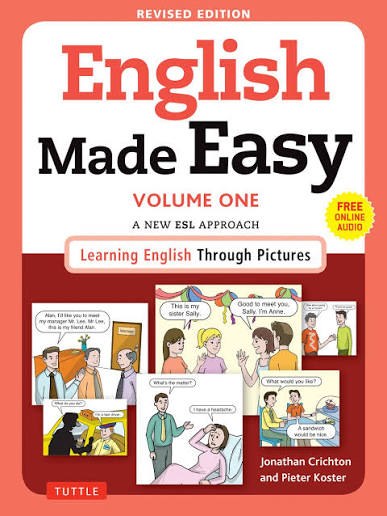 REVISED EDITION
English
Made Easy
VOLUME ONE
A NEW ESL APPROACH
FREE
ONLINE
AUDIO
Learning English Through Pictures
Alan, I'd like you to meet
my manager Mr. Lee. Mr Lee,
this is my friend Alan.
This is my
sister Sally.
Good to meet you,
Sally. I'm Anne.
What do you do?
I'm a taxi driver.
What's the matter?
I have a headache.
What would you like?
A sandwich
would be nice.
Jonathan Crichton
and Pieter Koster
TUTTLE